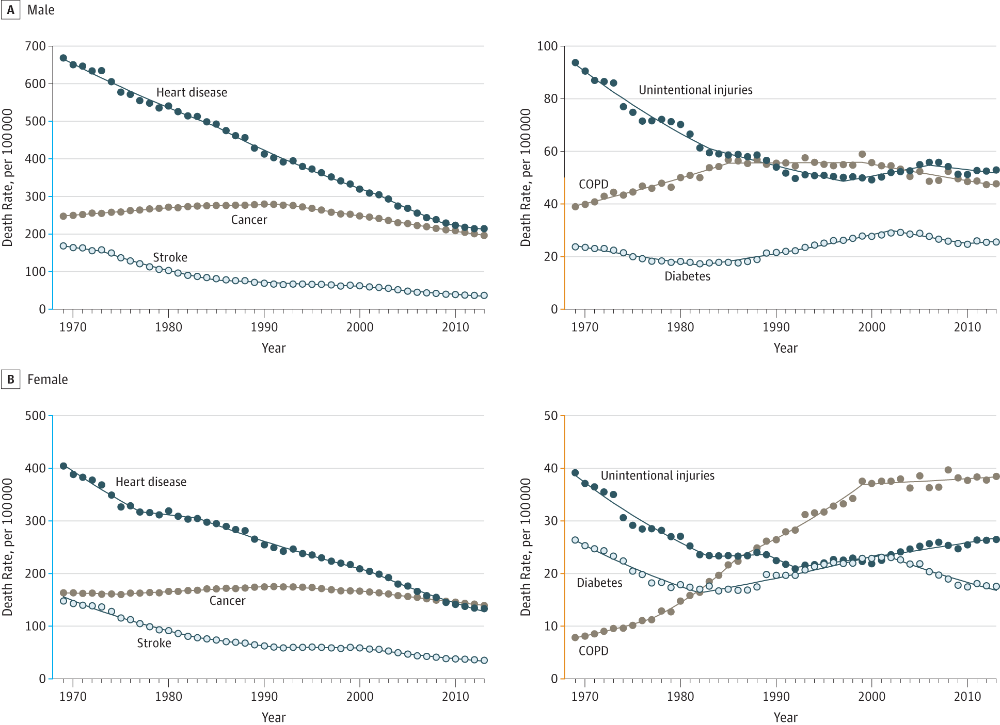 A Male
700
600
500
400
300
200
100
0
Death Rate, per 100 000
Heart disease
Cancer
Stroke
1970 1980 1990 2000 2010
Year
100
80
60
40
20
0
Death Rate, per 100 000
Unintentional injuries
COPD
Diabetes
1970 1980 1990 2000 2010
Year
B Female
500
400
300
200
100
0
Death Rate, per 100 000
Heart disease
Cancer
Stroke
1970 1980 1990 2000 2010
Year
50
40
30
20
10
0
Death Rate, per 100 000
Unintentional injuries
Diabetes
COPD
1970 1980 1990 2000 2010
Year